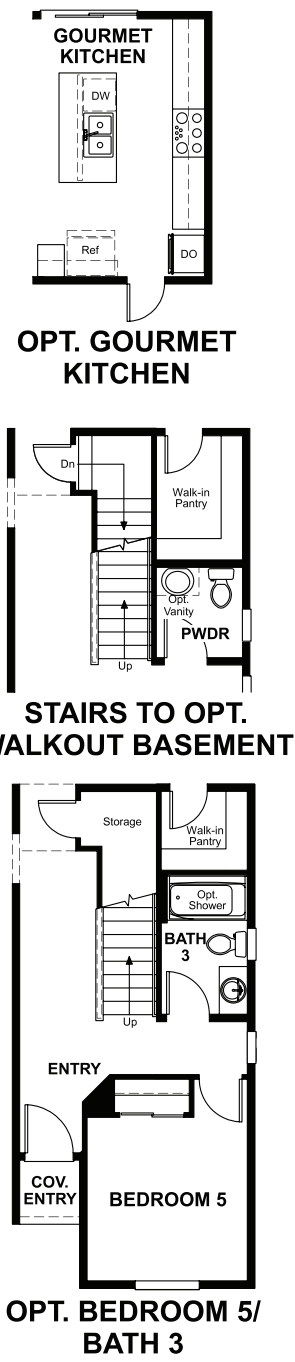 GOURMET
KITCHEN
DW
Ref
DO
OPT. GOURMET
KITCHEN
Dn
Walk-in
Pantry
Opt.
Vanity
PWDR
Up
STAIRS TO OPT.
WALKOUT BASEMENT
Storage
Walk-in
Pantry
Opt.
Shower
BATH
3
Up
ENTRY
COV.
ENTRY
BEDROOM 5
OPT. BEDROOM 5/
BATH 3